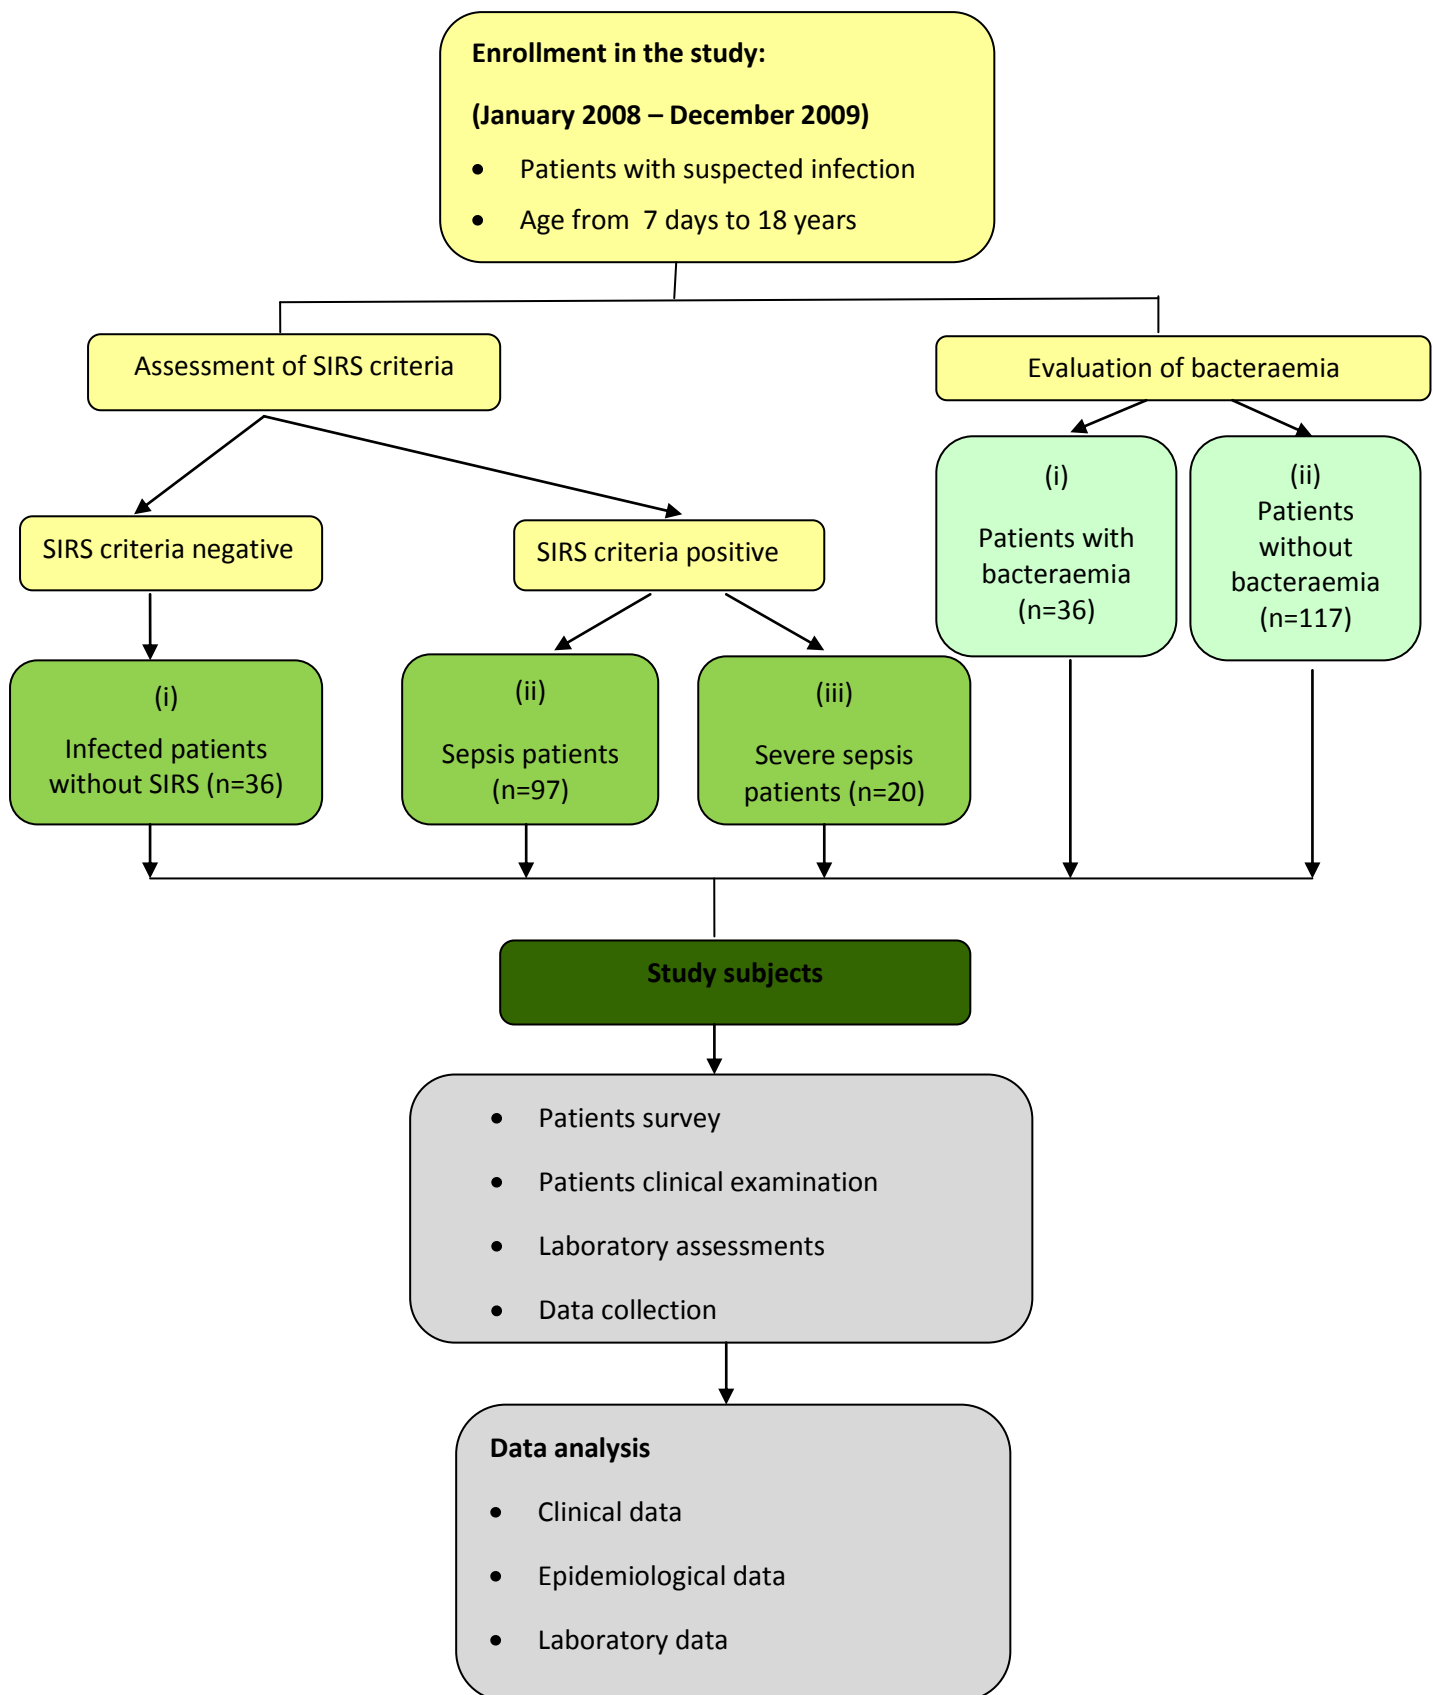 Enrollment in the study:
(January 2008 – December 2009)
• Patients with suspected infection
• Age from 7 days to 18 years
Assessment of SIRS criteria
Evaluation of bacteraemia
SIRS criteria negative
SIRS criteria positive
(i)
Patients with
bacteraemia
(n=36)
(ii)
Patients
without
bacteraemia
(n=117)
(i)
Infected patients
without SIRS (n=36)
(ii)
Sepsis patients
(n=97)
(iii)
Severe sepsis
patients (n=20)
Study subjects
• Patients survey
• Patients clinical examination
• Laboratory assessments
• Data collection
Data analysis
• Clinical data
• Epidemiological data
• Laboratory data